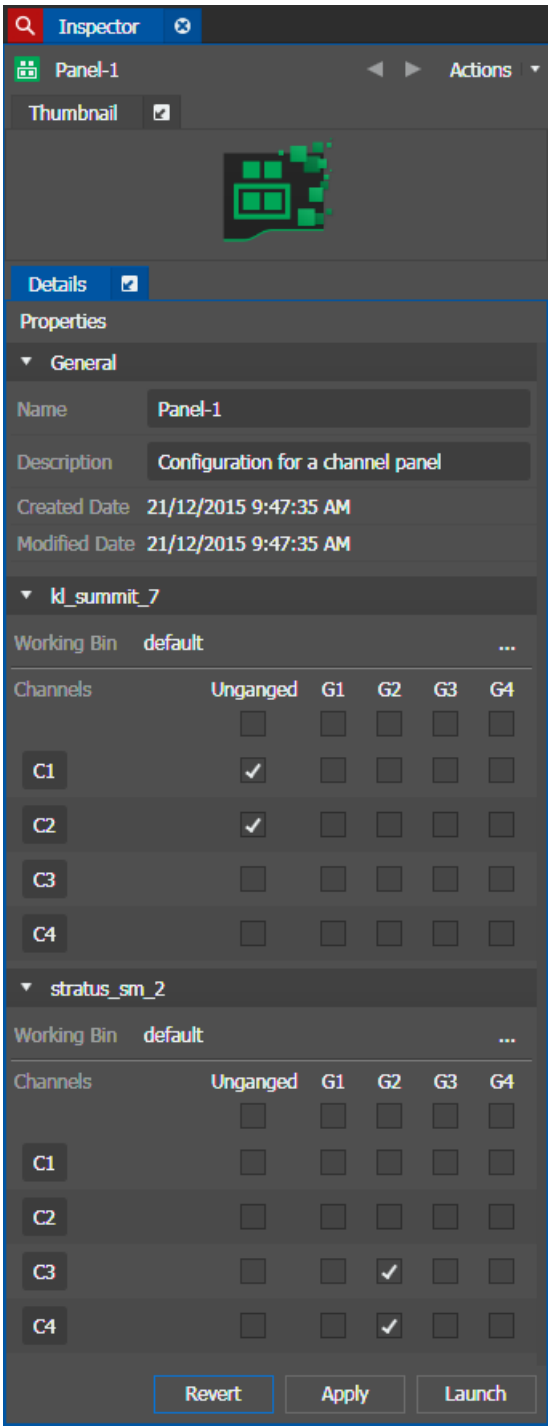 Inspector
Panel-1 Actions
Thumbnail
Details
Properties
General
Name Panel-1
Description Configuration for a channel panel
Created Date 21/12/2015 9:47:35 AM
Modified Date 21/12/2015 9:47:35 AM
kl_summit_7
Working Bin default ...
Channels Unganged G1 G2 G3 G4
C1
C2
C3
C4
stratus_sm_2
Working Bin default ...
Channels Unganged G1 G2 G3 G4
C1
C2
C3
C4
Revert Apply Launch